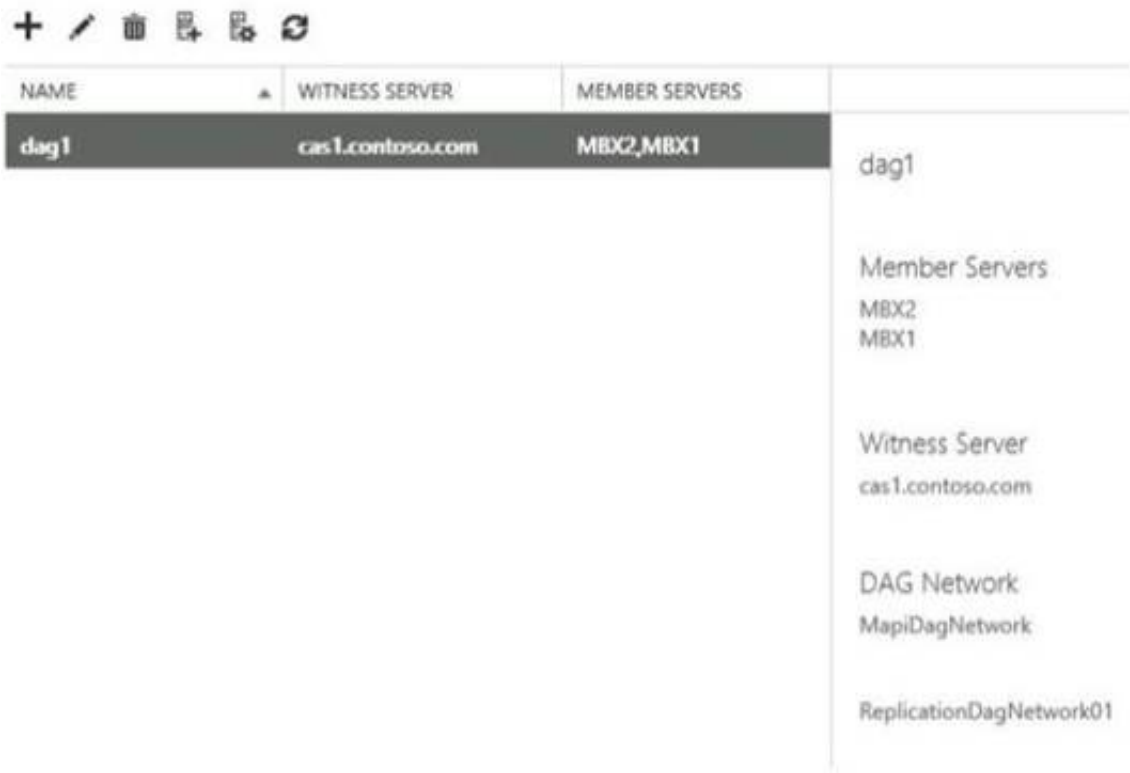 NAME WITNESS SERVER MEMBER SERVERS
dag1 cas1.contoso.com MBX2,MBX1
dag1
Member Servers
MBX2
MBX1
Witness Server
cas1.contoso.com
DAG Network
MapiDagNetwork
ReplicationDagNetwork01